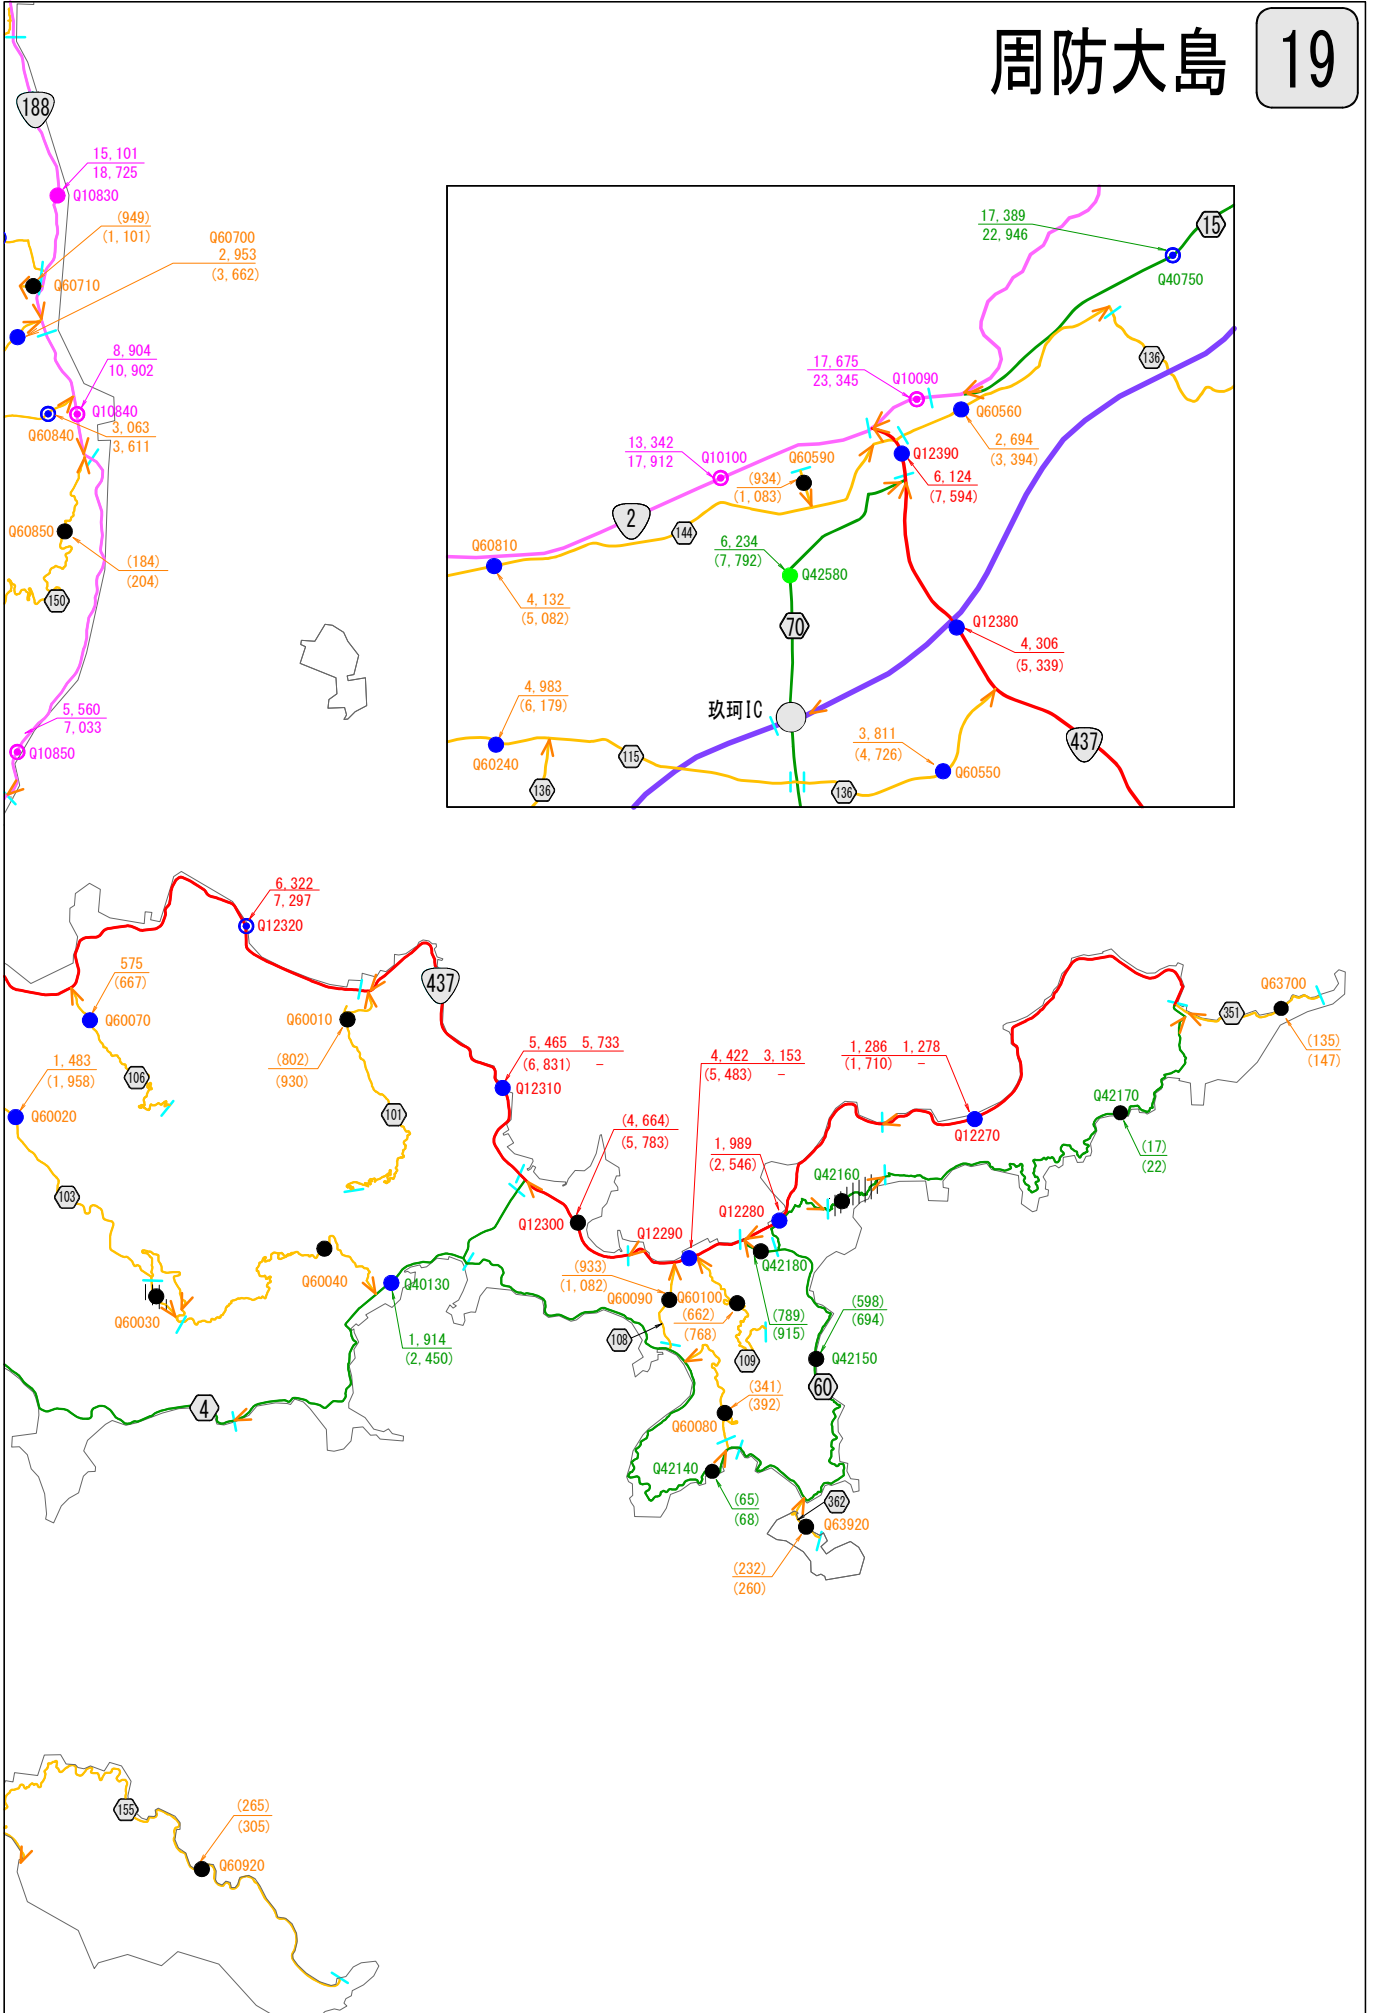 周防大島 19
188
15,101
18,725
Q10830
(949)
(1,101)
Q60710
Q60700
2,953
(3,662)
8,904
10,902
Q10840
Q60840
3,063
3,611
Q60850
(184)
(204)
150
5,560
7,033
Q10850
17,389
22,946
15
Q40750
136
17,675
23,345
Q10090
Q60560
2,694
(3,394)
13,342
17,912
Q10100
Q60590
(934)
(1,083)
Q12390
6,124
(7,594)
2
144
Q60810
4,132
(5,082)
6,234
(7,792)
Q42580
70
Q12380
4,306
(5,339)
4,983
(6,179)
Q60240
玖珂IC
115
136
136
3,811
(4,726)
Q60550
437
6,322
7,297
Q12320
575
(667)
Q60070
437
Q60010
(802)
(930)
1,483
(1,958)
Q60020
106
101
103
5,465 5,733
(6,831) -
Q12310
4,422 3,153
(5,483) -
1,286 1,278
(1,710) -
Q12270
Q63700
351
(135)
(147)
Q42170
(17)
(22)
(4,664)
(5,783)
1,989
(2,546)
Q42160
Q12300
Q12290
Q12280
Q42180
Q60040
Q60030
Q40130
1,914
(2,450)
(933)
(1,082)
Q60090
Q60100
(662)
(768)
(789)
(915)
(598)
(694)
Q42150
108
109
60
4
(341)
(392)
Q60080
Q42140
(65)
(68)
362
Q63920
(232)
(260)
155
(265)
(305)
Q60920